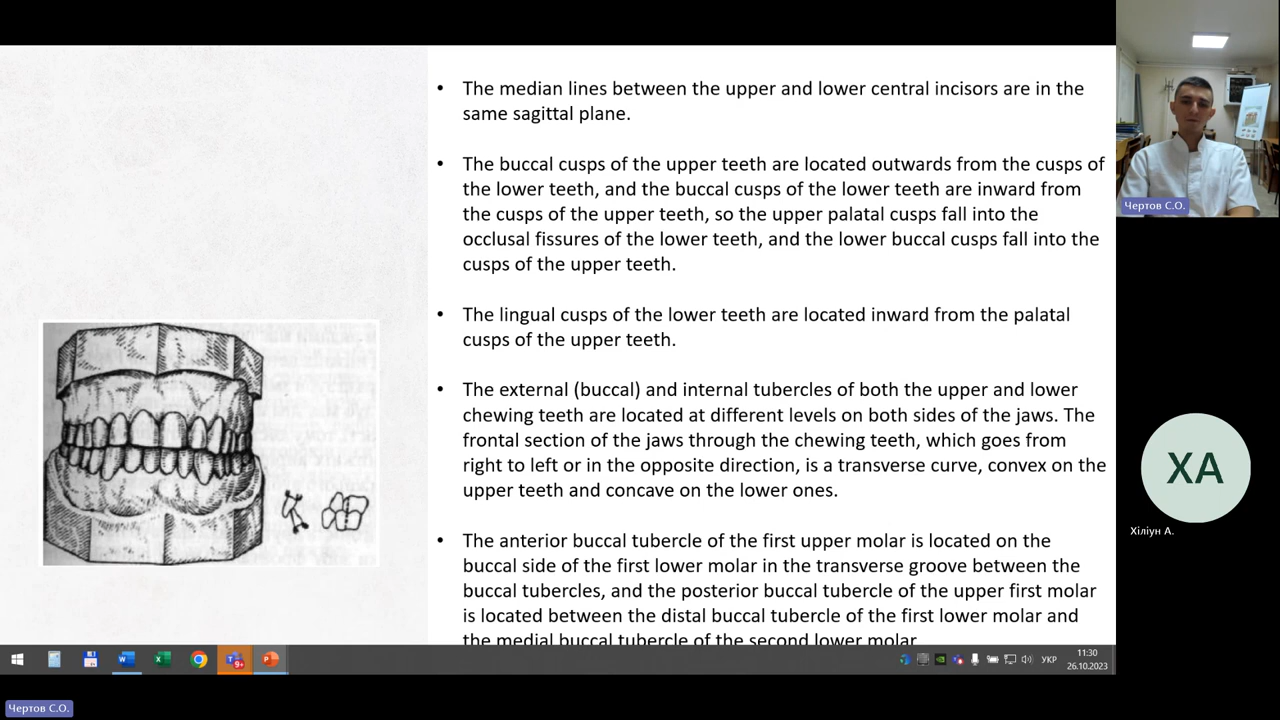 • The median lines between the upper and lower central incisors are in the
same sagittal plane.
• The buccal cusps of the upper teeth are located outwards from the cusps of
the lower teeth, and the buccal cusps of the lower teeth are inward from
the cusps of the upper teeth, so the upper palatal cusps fall into the
occlusal fissures of the lower teeth, and the lower buccal cusps fall into the
cusps of the upper teeth.
• The lingual cusps of the lower teeth are located inward from the palatal
cusps of the upper teeth.
• The external (buccal) and internal tubercles of both the upper and lower
chewing teeth are located at different levels on both sides of the jaws. The
frontal section of the jaws through the chewing teeth, which goes from
right to left or in the opposite direction, is a transverse curve, convex on the
upper teeth and concave on the lower ones.
• The anterior buccal tubercle of the first upper molar is located on the
buccal side of the first lower molar in the transverse groove between the
buccal tubercles, and the posterior buccal tubercle of the upper first molar
is located between the distal buccal tubercle of the first lower molar and
the medial buccal tubercle of the second lower molar.
Чертов С.О.
ХА
Хіліун А.
9+
УКР
11:30
26.10.2023
Чертов С.О.